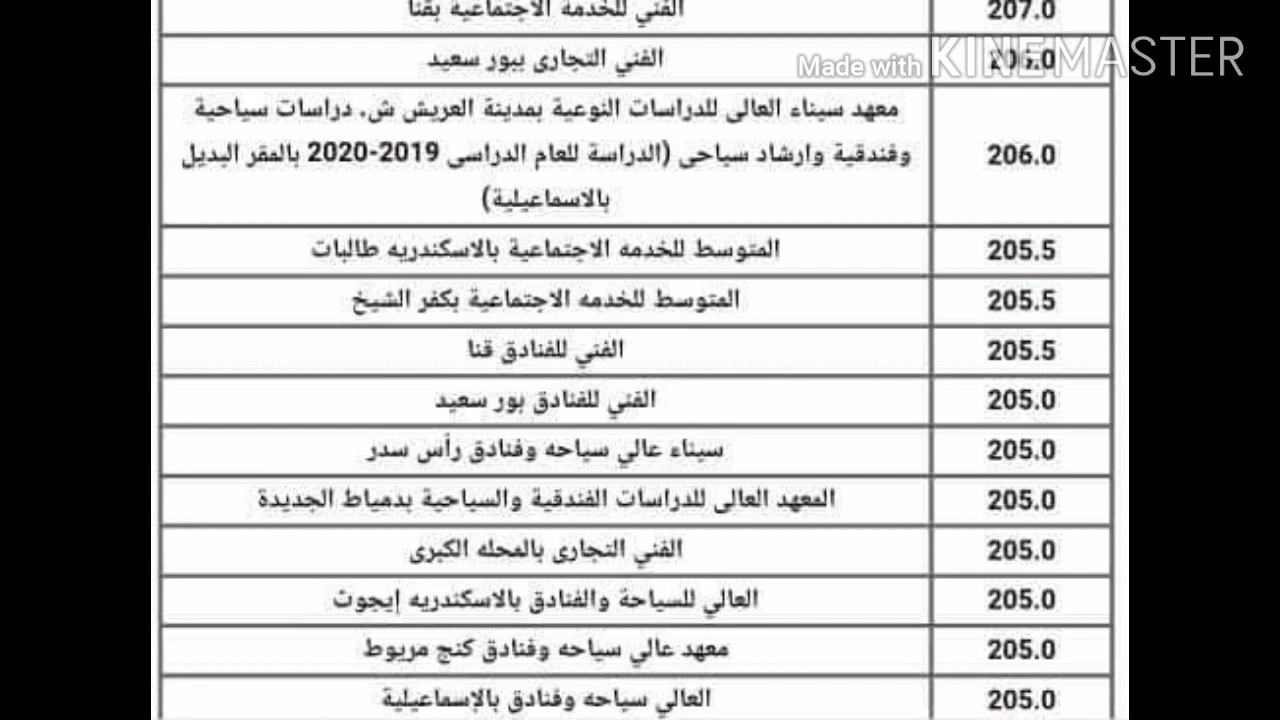 207.0 الفني للخدمة الاجتماعية بقنا
Made with KINEMASTER
206.0 الفني التجارى ببور سعيد
معهد سيناء العالى للدراسات النوعية بمدينة العريش ش. دراسات سياحية
206.0 وفندقية وارشاد سياحى (الدراسة للعام الدراسى 2019-2020 بالمقر البديل
بالاسماعيلية)
205.5 المتوسط للخدمه الاجتماعية بالاسكندريه طالبات
205.5 المتوسط للخدمه الاجتماعية بكفر الشيخ
205.5 الفني للفنادق قنا
205.0 الفني للفنادق بور سعيد
205.0 سيناء عالي سياحه وفنادق رأس سدر
205.0 المعهد العالى للدراسات الفندقية والسياحية بدمياط الجديدة
205.0 الفني التجارى بالمحله الكبرى
205.0 العالي للسياحة والفنادق بالاسكندريه إيجوث
205.0 معهد عالي سياحه وفنادق كنج مريوط
205.0 العالي سياحه وفنادق بالإسماعيلية